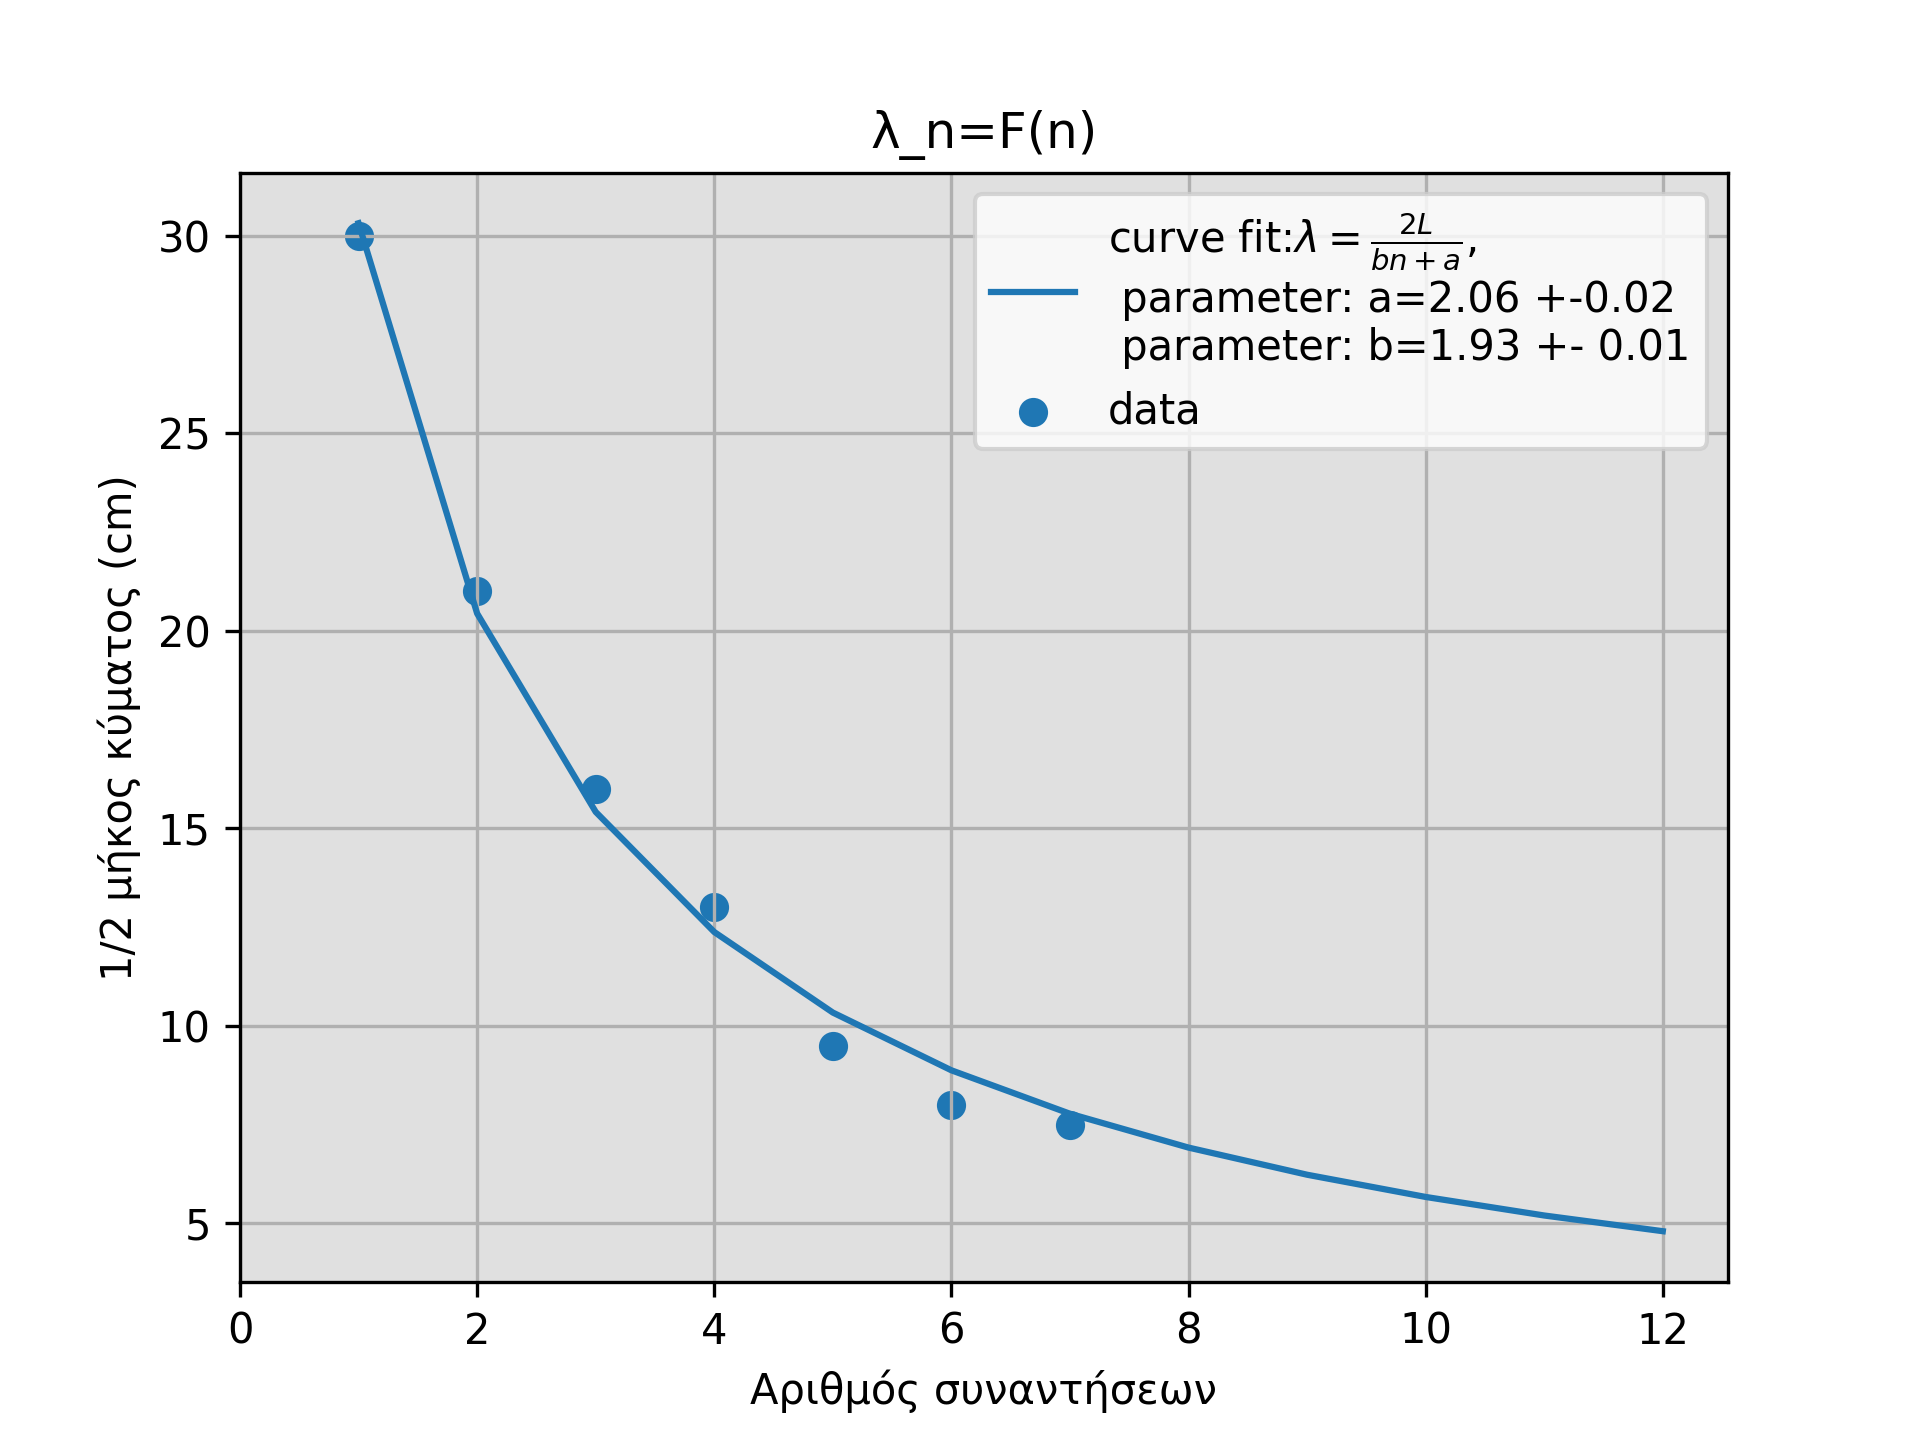 λ_n=F(n)
curve fit:λ = \frac{2L}{bn + a},
parameter: a=2.06 +-0.02
parameter: b=1.93 +- 0.01
data
30
25
20
15
10
5
1/2 μήκος κύματος (cm)
0 2 4 6 8 10 12
Αριθμός συναντήσεων